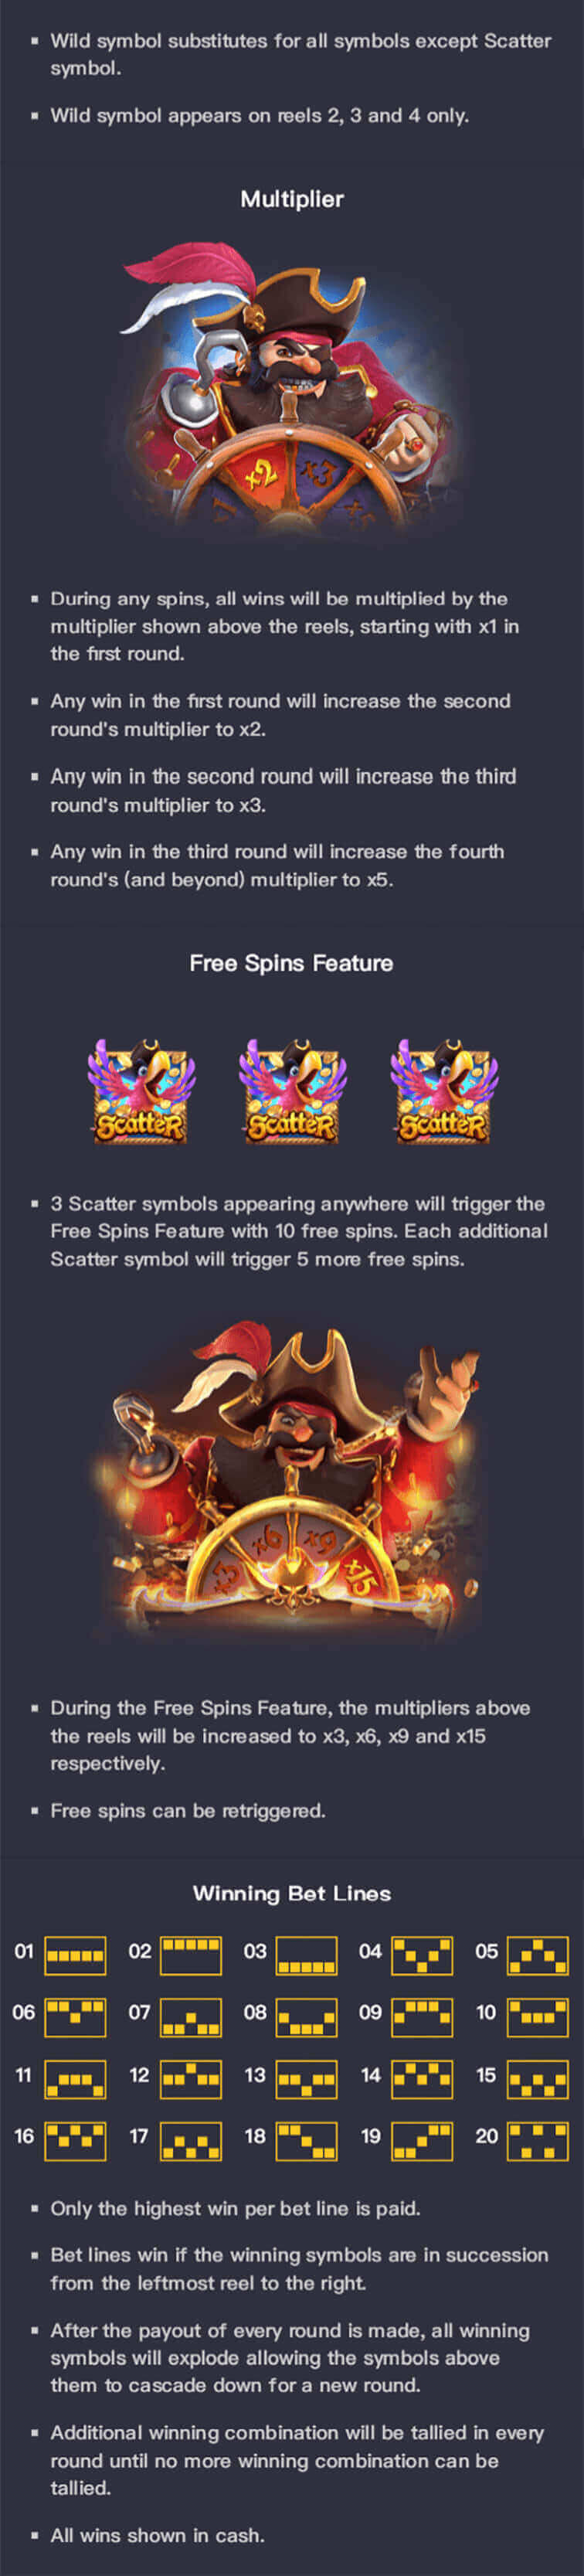 ▪ Wild symbol substitutes for all symbols except Scatter
symbol.
▪ Wild symbol appears on reels 2, 3 and 4 only.
Multiplier
x2 x3
▪ During any spins, all wins will be multiplied by the
multiplier shown above the reels, starting with x1 in
the first round.
▪ Any win in the first round will increase the second
round's multiplier to x2.
▪ Any win in the second round will increase the third
round's multiplier to x3.
▪ Any win in the third round will increase the fourth
round's (and beyond) multiplier to x5.
Free Spins Feature
Scatter Scatter Scatter
▪ 3 Scatter symbols appearing anywhere will trigger the
Free Spins Feature with 10 free spins. Each additional
Scatter symbol will trigger 5 more free spins.
x3 x6 x9 x15
▪ During the Free Spins Feature, the multipliers above
the reels will be increased to x3, x6, x9 and x15
respectively.
▪ Free spins can be retriggered.
Winning Bet Lines
01 02 03 04 05
06 07 08 09 10
11 12 13 14 15
16 17 18 19 20
▪ Only the highest win per bet line is paid.
▪ Bet lines win if the winning symbols are in succession
from the leftmost reel to the right.
▪ After the payout of every round is made, all winning
symbols will explode allowing the symbols above
them to cascade down for a new round.
▪ Additional winning combination will be tallied in every
round until no more winning combination can be
tallied.
▪ All wins shown in cash.